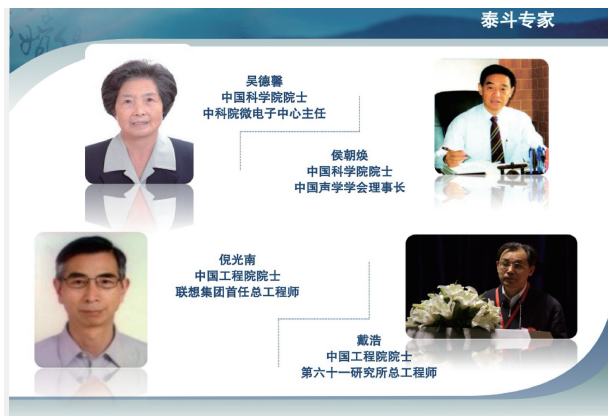 泰斗专家
吴德馨
中国科学院院士
中科院微电子中心主任
侯朝焕
中国科学院院士
中国声学学会理事长
倪光南
中国工程院院士
联想集团首任总工程师
戴浩
中国工程院院士
第六十一研究所总工程师